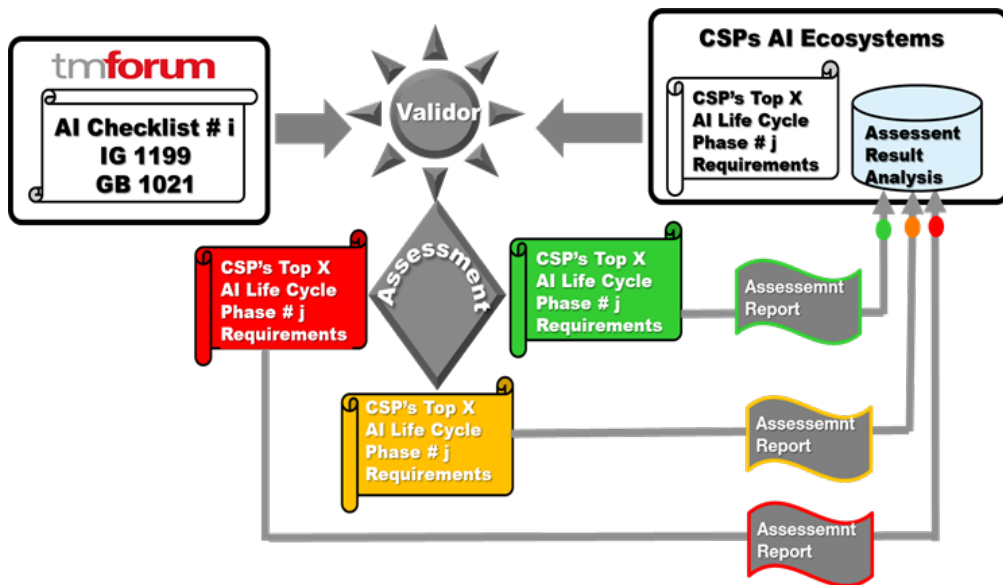 tmforum
AI Checklist # i
IG 1199
GB 1021
Validor
CSPs AI Ecosystems
CSP's Top X
AI Life Cycle
Phase # j
Requirements
Assessent
Result
Analysis
Assessment
CSP's Top X
AI Life Cycle
Phase # j
Requirements
CSP's Top X
AI Life Cycle
Phase # j
Requirements
Assessemnt
Report
CSP's Top X
AI Life Cycle
Phase # j
Requirements
Assessemnt
Report
Assessemnt
Report